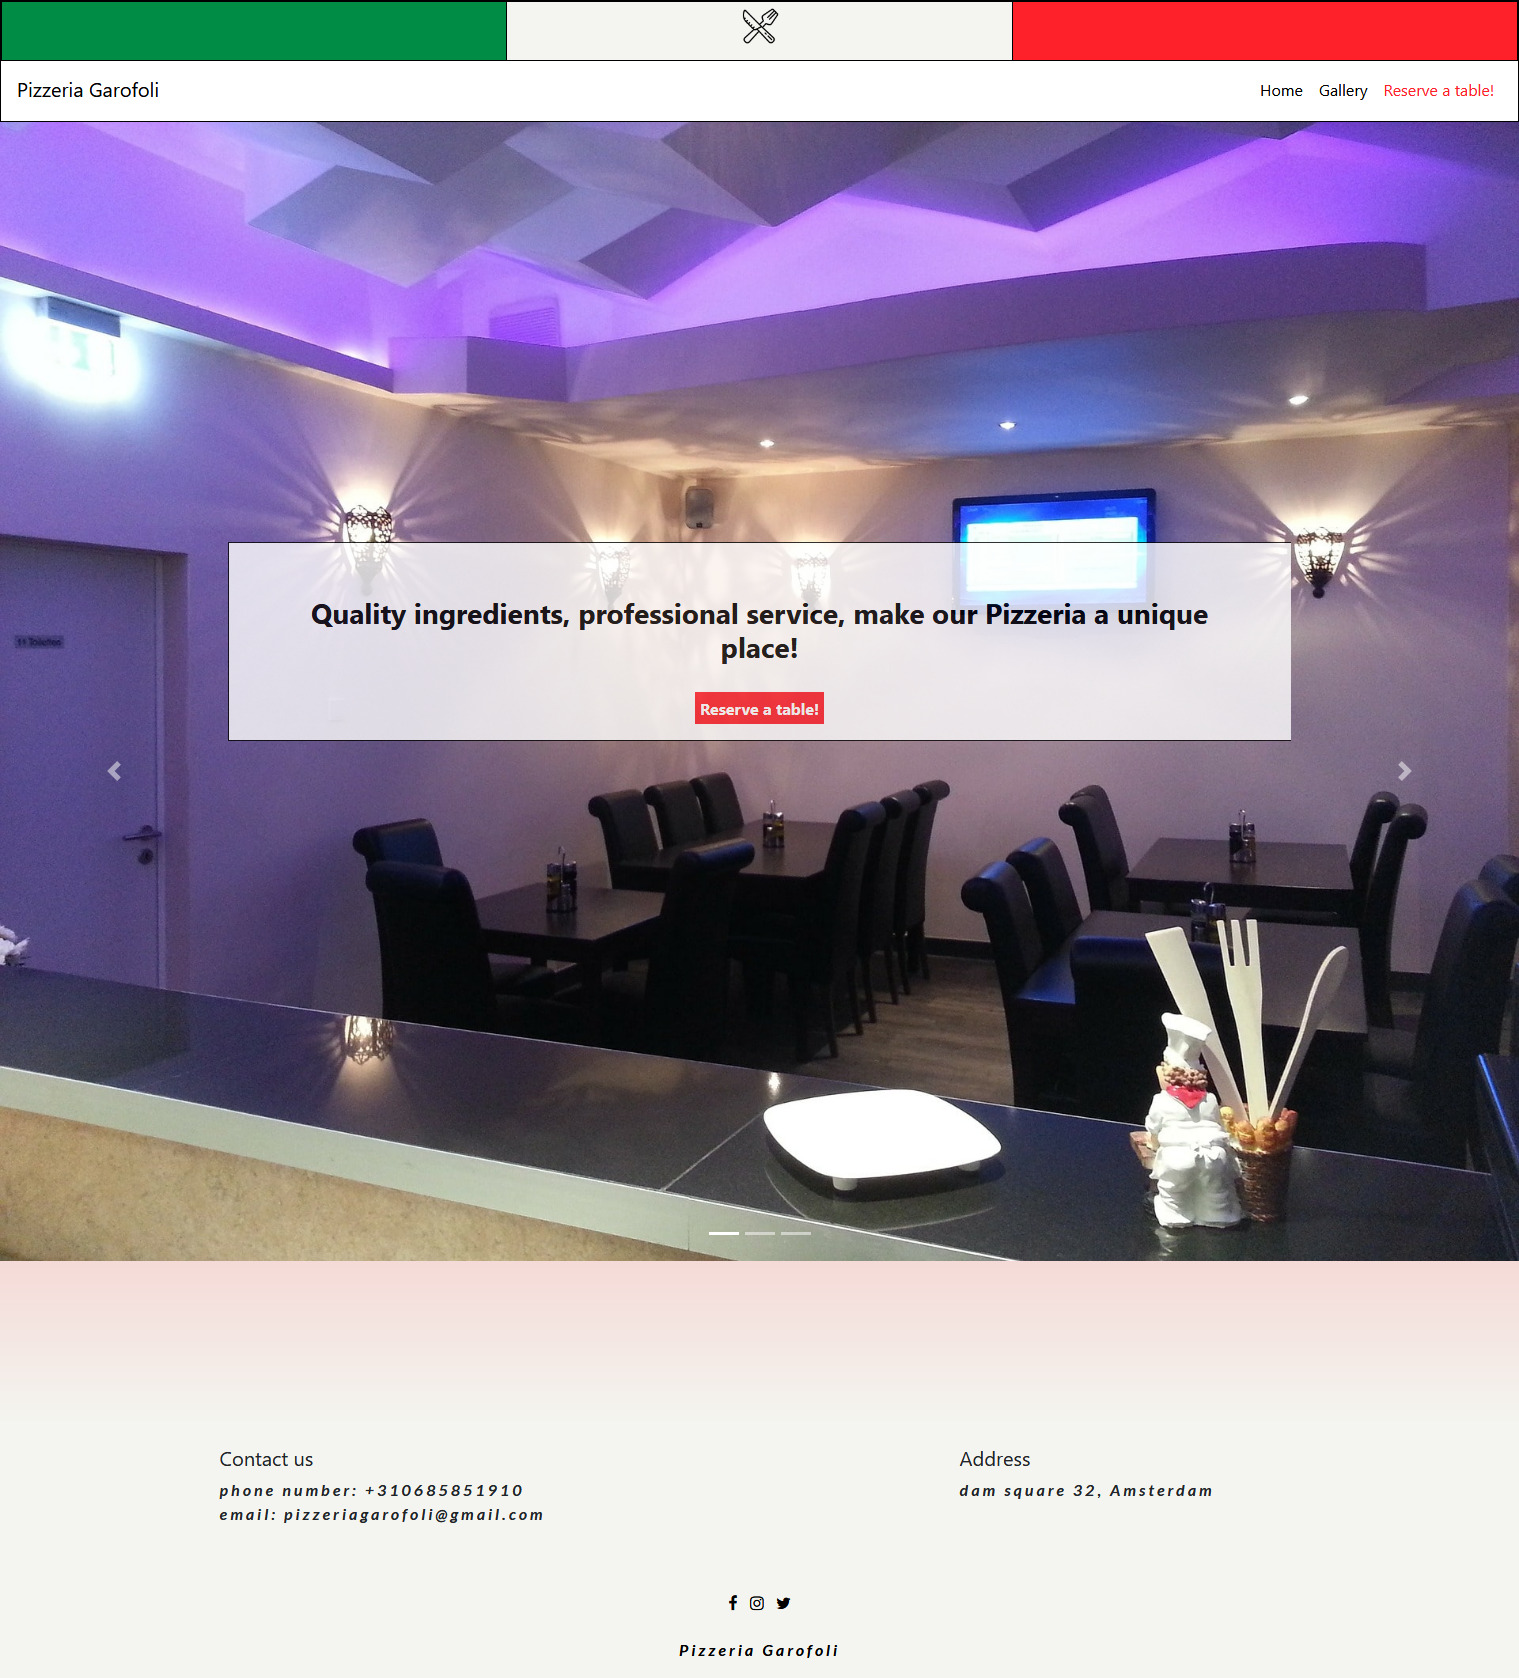 Pizzeria Garofoli
Home Gallery Reserve a table!
Quality ingredients, professional service, make our Pizzeria a unique
place!
Reserve a table!
Contact us
phone number: +310685851910
email: pizzeriagarofoli@gmail.com
Address
dam square 32, Amsterdam
Pizzeria Garofoli